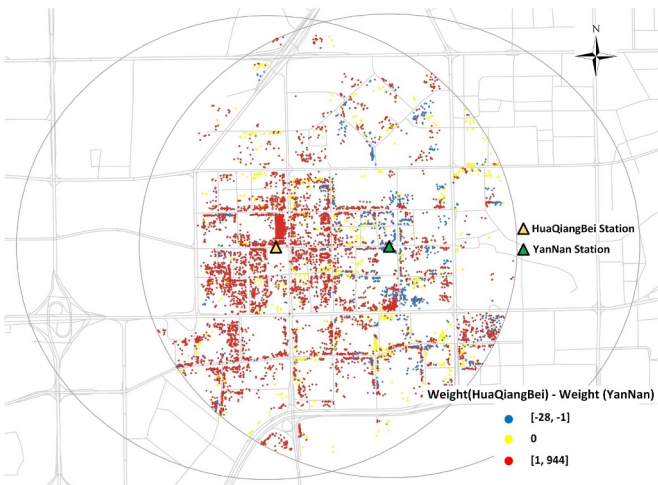 N
HuaQiangBei Station
YanNan Station
Weight(HuaQiangBei) - Weight (YanNan)
[-28, -1]
0
[1, 944]